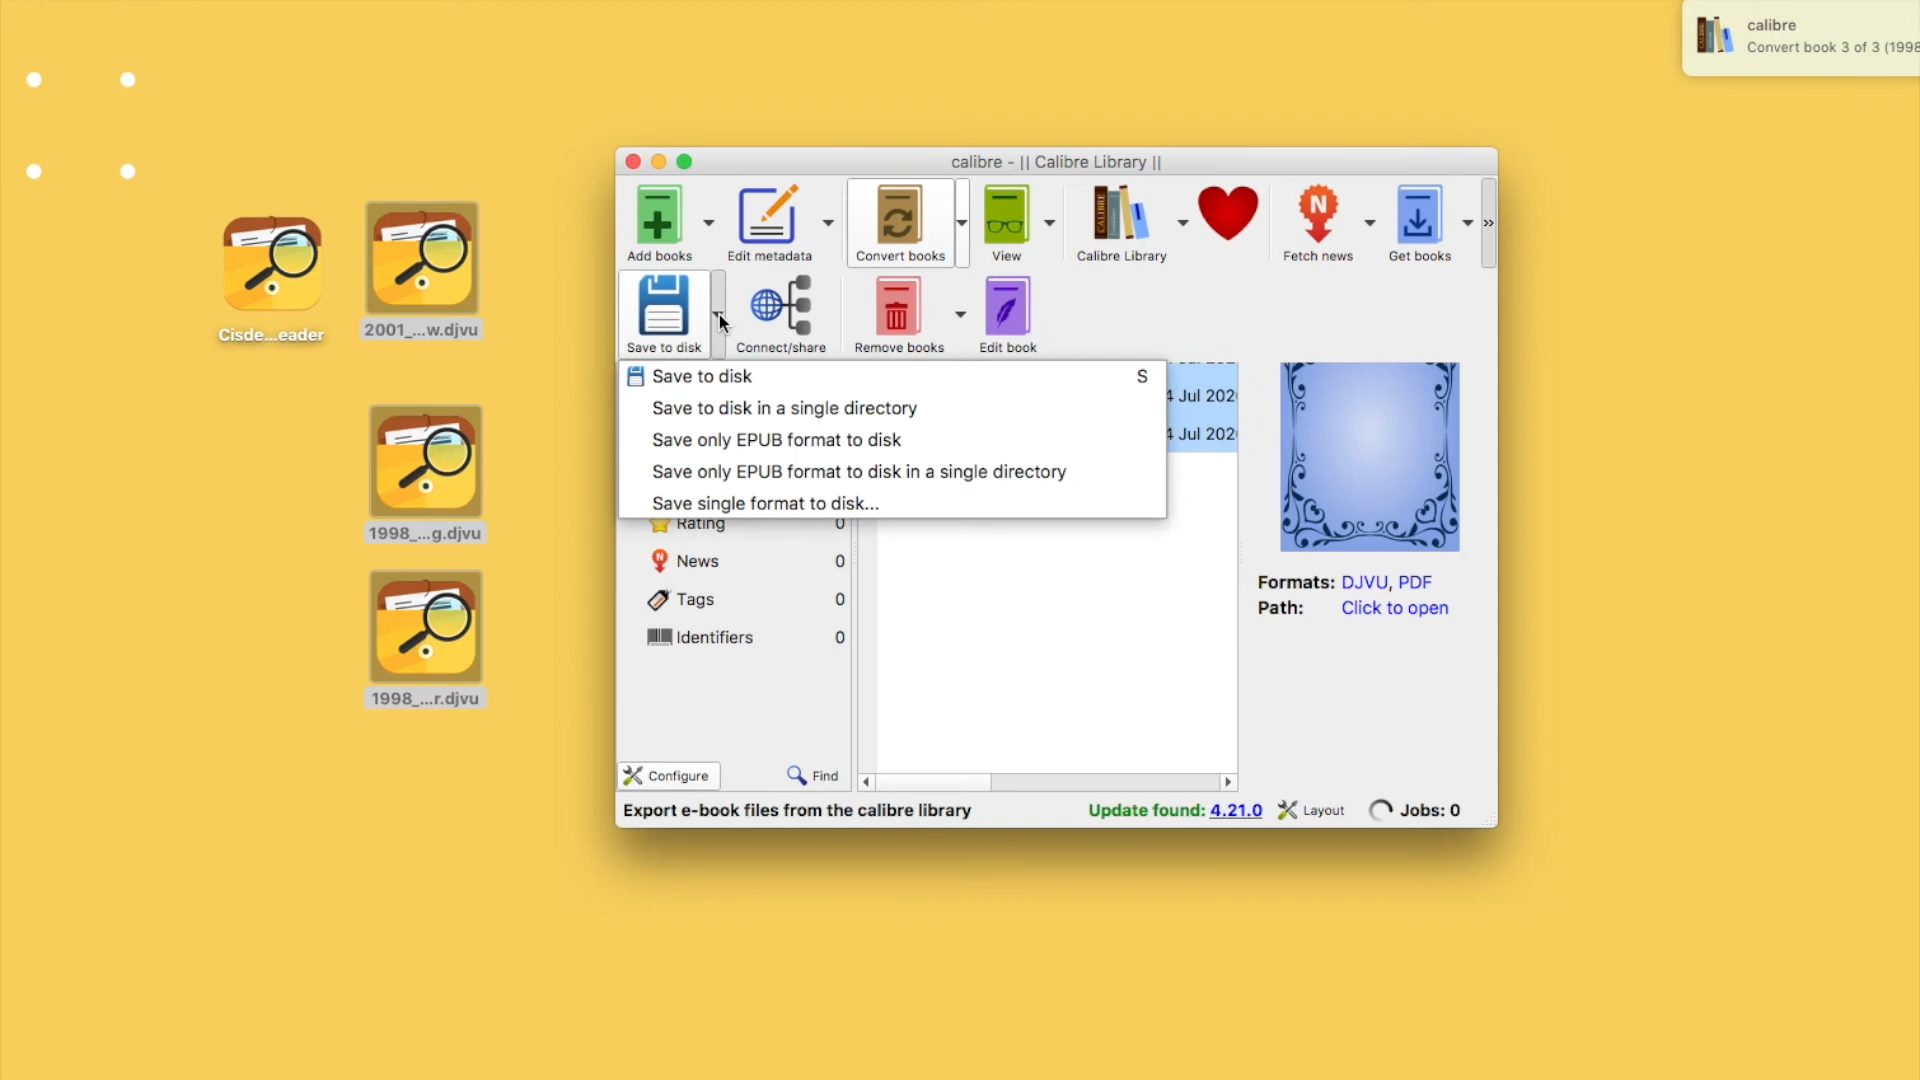 calibre
Convert book 3 of 3 (1998
calibre - || Calibre Library ||
Add books
Edit metadata
Convert books
View
Calibre Library
Fetch news
Get books
Save to disk
Connect/share
Remove books
Edit book
Cisde...eader
2001_...w.djvu
1998_...g.djvu
1998_...r.djvu
Save to disk S
Save to disk in a single directory
Save only EPUB format to disk
Save only EPUB format to disk in a single directory
Save single format to disk...
4 Jul 202
4 Jul 202
Rating 0
News 0
Tags 0
Identifiers 0
Formats: DJVU, PDF
Path: Click to open
Configure
Find
Export e-book files from the calibre library
Update found: 4.21.0
Layout
Jobs: 0